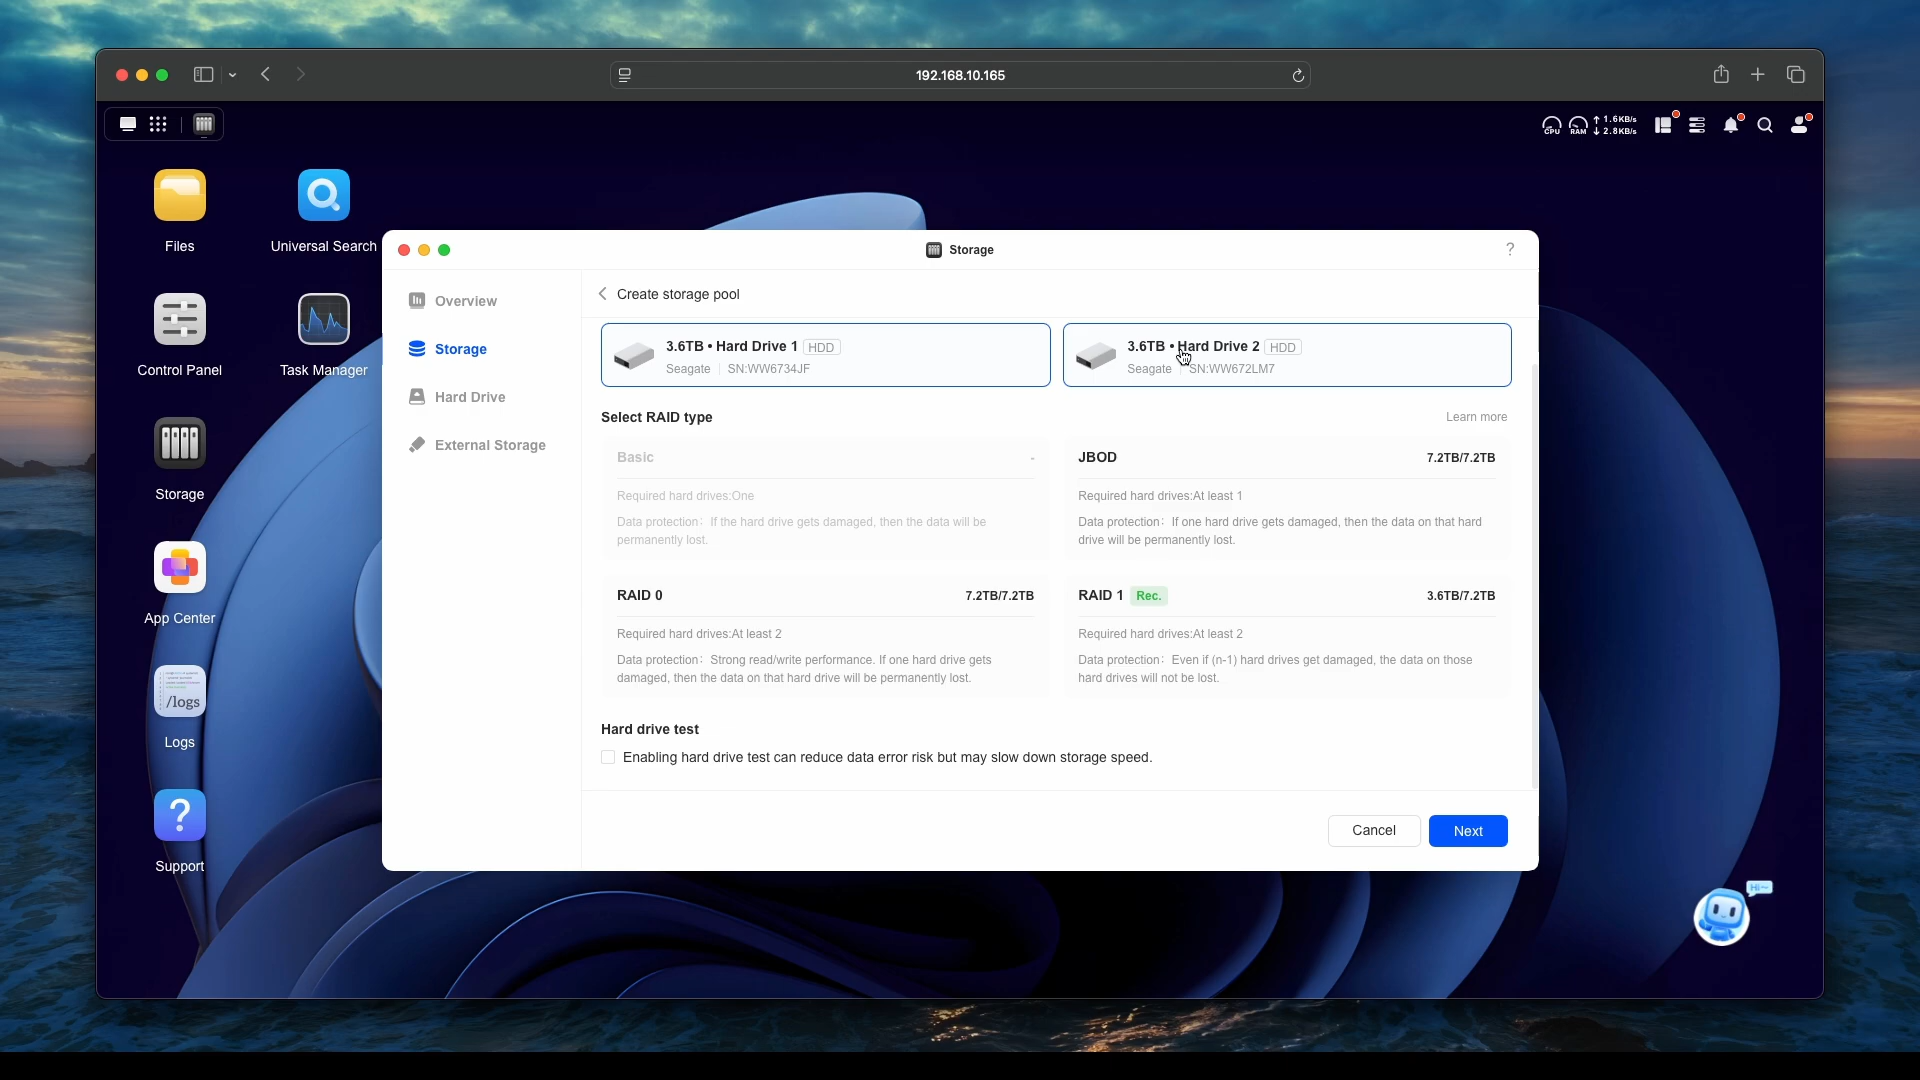 192.168.10.165
CPU
RAM
1.6KB/s
2.8KB/s
Files
Universal Search
Control Panel
Task Manager
Storage
App Center
/logs
Logs
?
Support
Storage
?
Overview
Storage
Hard Drive
External Storage
Create storage pool
3.6TB • Hard Drive 1 HDD
Seagate SN:WW6734JF
3.6TB • Hard Drive 2 HDD
Seagate SN:WW672LM7
Select RAID type
Learn more
Basic -
Required hard drives:One
Data protection: If the hard drive gets damaged, then the data will be
permanently lost.
JBOD 7.2TB/7.2TB
Required hard drives:At least 1
Data protection: If one hard drive gets damaged, then the data on that hard
drive will be permanently lost.
RAID 0 7.2TB/7.2TB
Required hard drives:At least 2
Data protection: Strong read/write performance. If one hard drive gets
damaged, then the data on that hard drive will be permanently lost.
RAID 1 Rec. 3.6TB/7.2TB
Required hard drives:At least 2
Data protection: Even if (n-1) hard drives get damaged, the data on those
hard drives will not be lost.
Hard drive test
Enabling hard drive test can reduce data error risk but may slow down storage speed.
Cancel
Next
Hi~